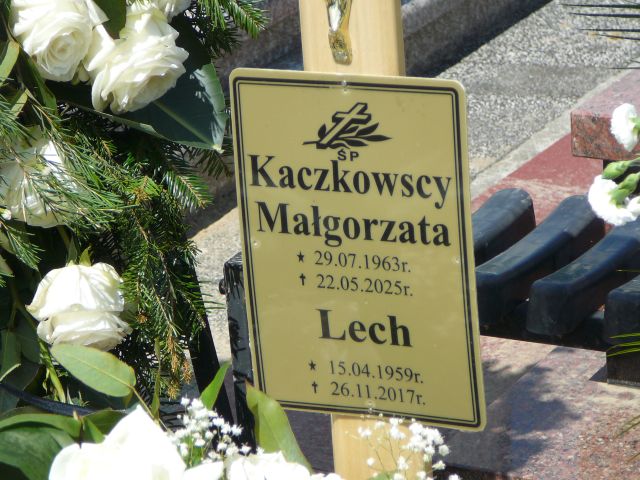 ŚP
Kaczkowscy
Małgorzata
★ 29.07.1963r.
✝ 22.05.2025r.
Lech
★ 15.04.1959r.
✝ 26.11.2017r.